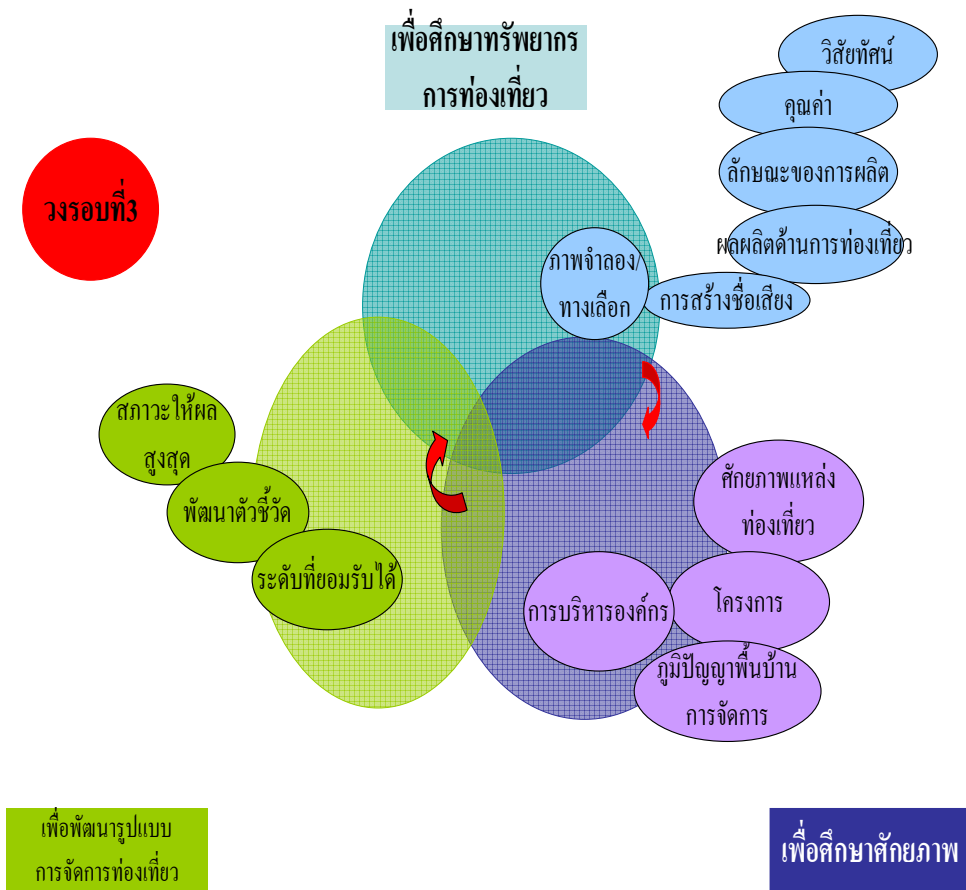 เพื่อศึกษาทรัพยากร
การท่องเที่ยว
วิสัยทัศน์
คุณค่า
ลักษณะของการผลิต
วงรอบที่3
ผลผลิตด้านการท่องเที่ยว
ภาพจำลอง/
ทางเลือก
การสร้างชื่อเสียง
สภาวะให้ผล
สูงสุด
พัฒนาตัวชี้วัด
ระดับที่ยอมรับได้
ศักยภาพแหล่ง
ท่องเที่ยว
โครงการ
การบริหารองค์กร
ภูมิปัญญาพื้นบ้าน
การจัดการ
เพื่อพัฒนารูปแบบ
การจัดการท่องเที่ยว
เพื่อศึกษาศักยภาพ